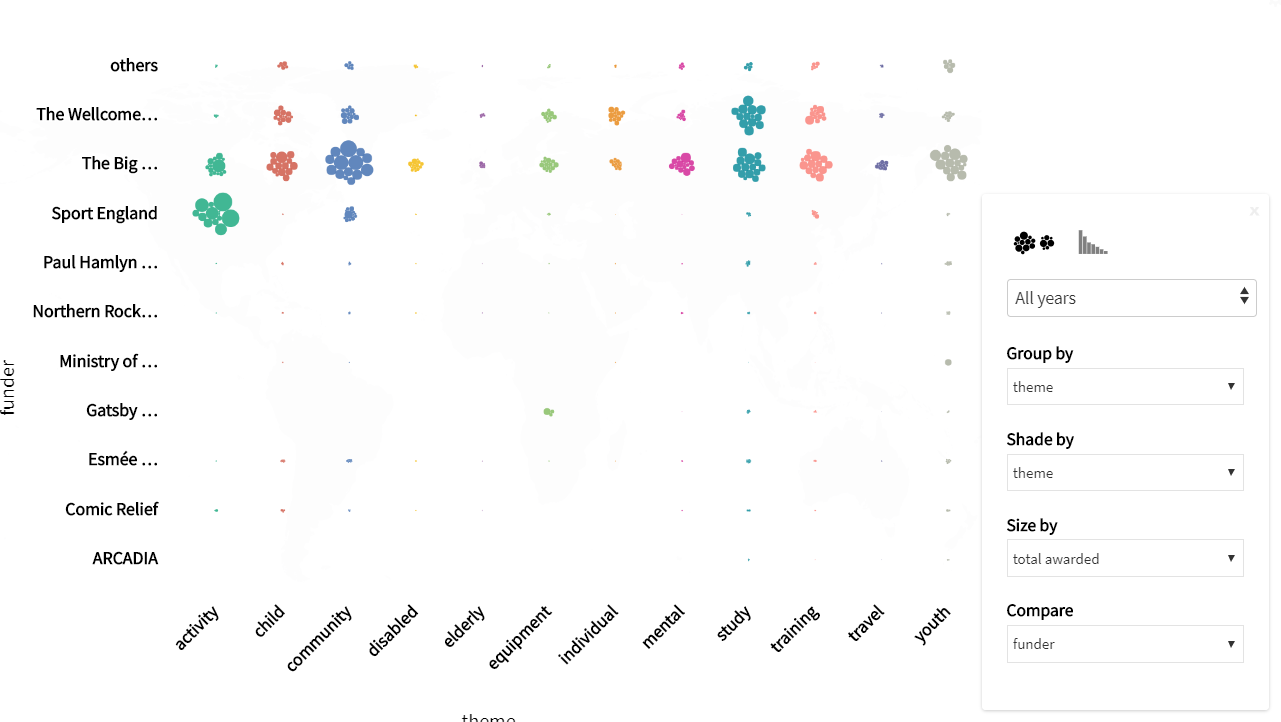 others
The Wellcome…
The Big …
Sport England
Paul Hamlyn …
Northern Rock…
Ministry of …
Gatsby …
Esmée …
Comic Relief
ARCADIA
funder
activity
child
community
disabled
elderly
equipment
individual
mental
study
training
travel
youth
theme
x
All years
Group by
theme
Shade by
theme
Size by
total awarded
Compare
funder